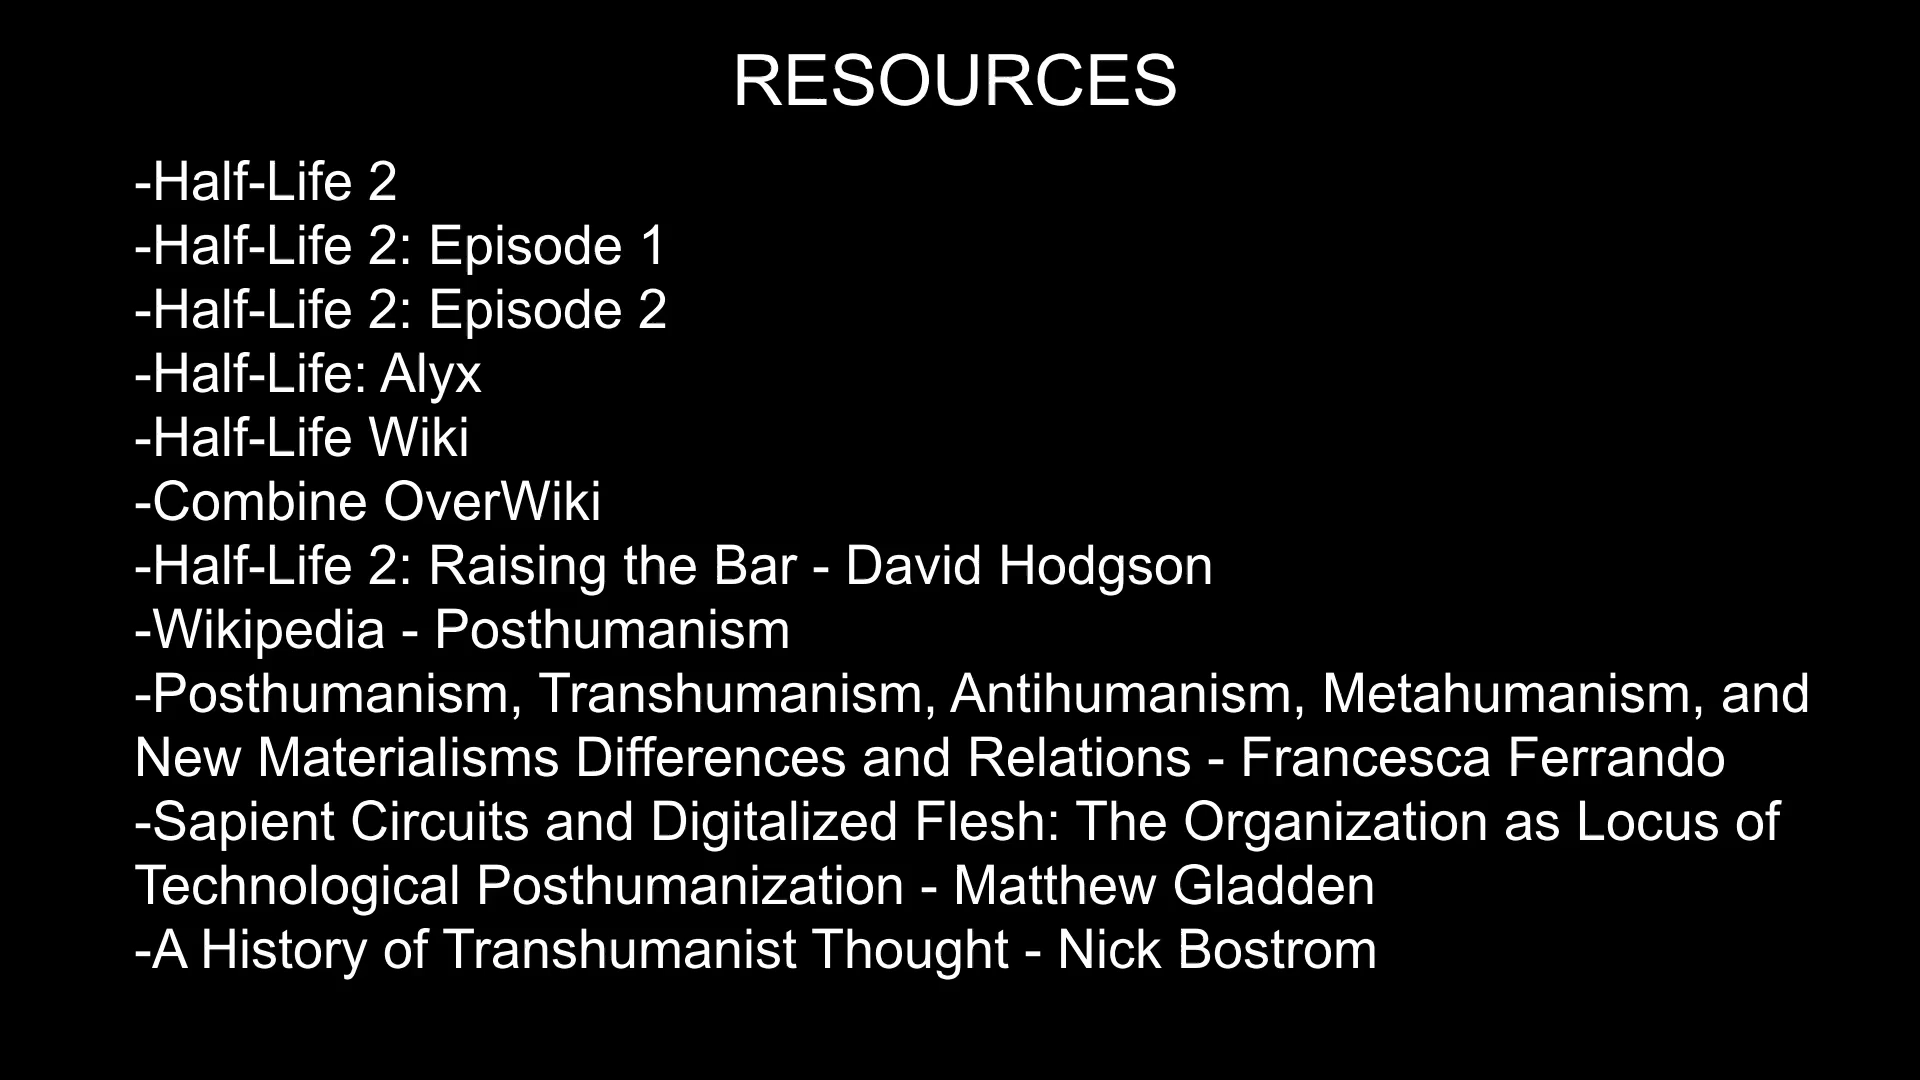 RESOURCES
-Half-Life 2
-Half-Life 2: Episode 1
-Half-Life 2: Episode 2
-Half-Life: Alyx
-Half-Life Wiki
-Combine OverWiki
-Half-Life 2: Raising the Bar - David Hodgson
-Wikipedia - Posthumanism
-Posthumanism, Transhumanism, Antihumanism, Metahumanism, and
New Materialisms Differences and Relations - Francesca Ferrando
-Sapient Circuits and Digitalized Flesh: The Organization as Locus of
Technological Posthumanization - Matthew Gladden
-A History of Transhumanist Thought - Nick Bostrom